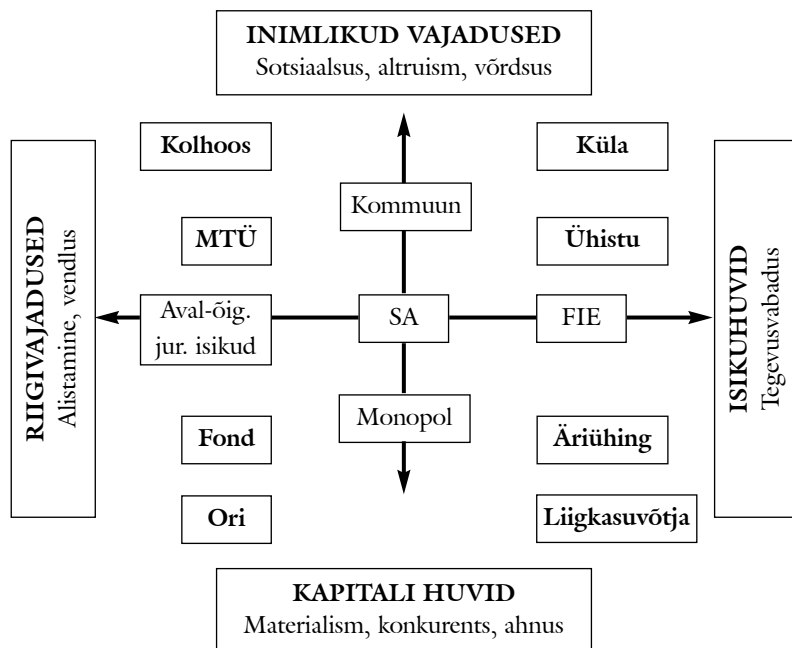 INIMLIKUD VAJADUSED
Sotsiaalsus, altruism, võrdsus
Kolhoos
Küla
Kommuun
MTÜ
Ühistu
RIIGIVAJADUSED
Alistamine, vendlus
Aval-õig.
jur. isikud
SA
FIE
ISIKUHUVID
Tegevusvabadus
Monopol
Fond
Äriühing
Ori
Liigkasuvõtja
KAPITALI HUVID
Materialism, konkurents, ahnus